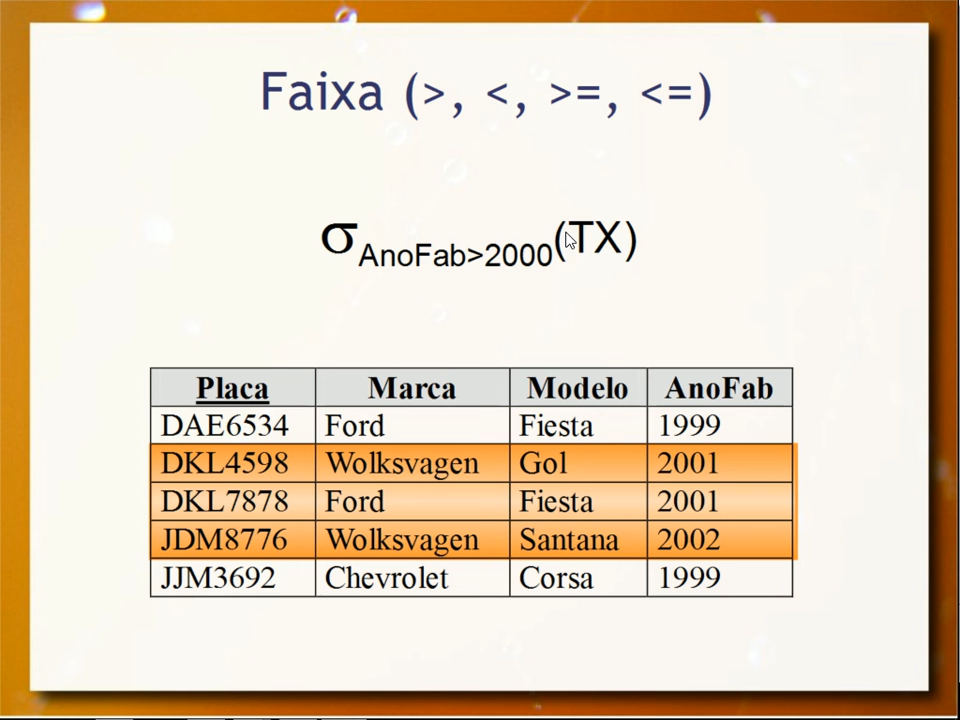 Faixa (>, <, >=, <=)
σAnoFab>2000(TX)
Placa Marca Modelo AnoFab
DAE6534 Ford Fiesta 1999
DKL4598 Wolksvagen Gol 2001
DKL7878 Ford Fiesta 2001
JDM8776 Wolksvagen Santana 2002
JJM3692 Chevrolet Corsa 1999